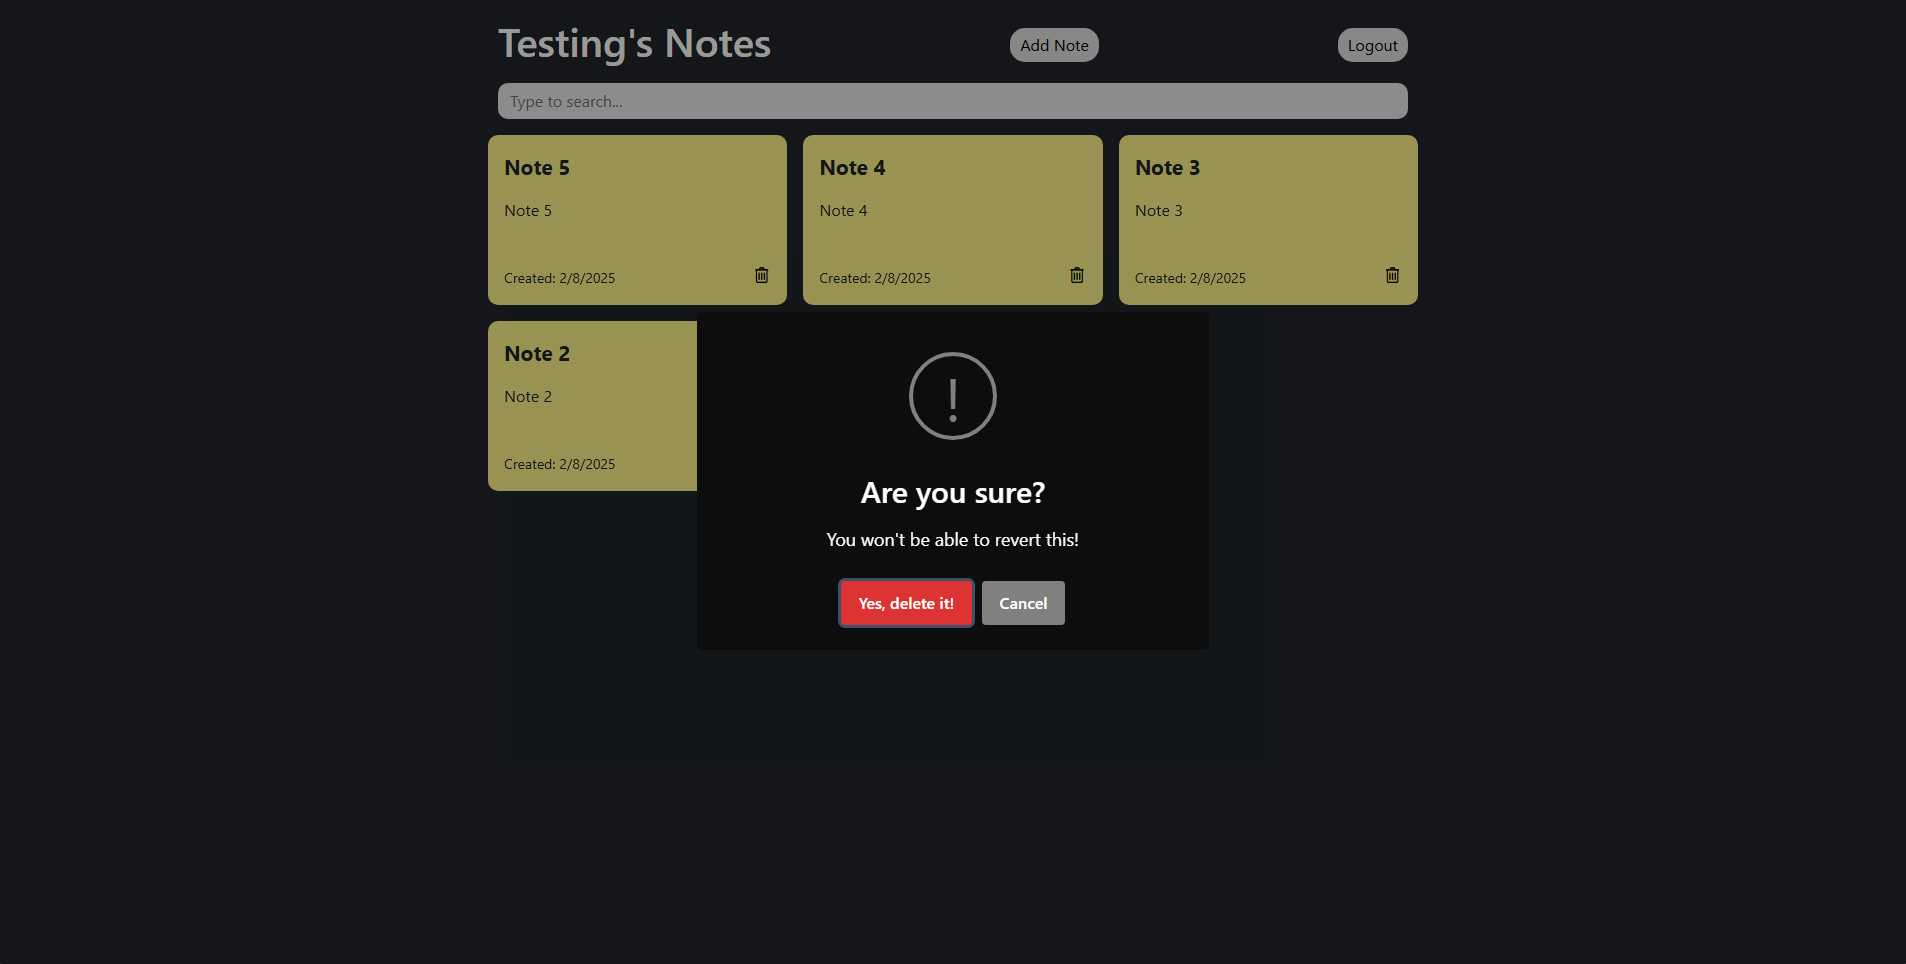 Testing's Notes
Add Note
Logout
Type to search...
Note 5
Note 5
Created: 2/8/2025
Note 4
Note 4
Created: 2/8/2025
Note 3
Note 3
Created: 2/8/2025
Note 2
Note 2
Created: 2/8/2025
Are you sure?
You won't be able to revert this!
Yes, delete it!
Cancel